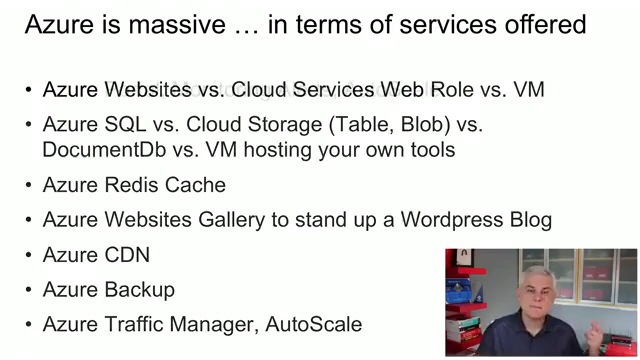 Azure is massive … in terms of services offered
• Azure Websites vs. Cloud Services Web Role vs. VM
• Azure SQL vs. Cloud Storage (Table, Blob) vs.
DocumentDb vs. VM hosting your own tools
• Azure Redis Cache
• Azure Websites Gallery to stand up a Wordpress Blog
• Azure CDN
• Azure Backup
• Azure Traffic Manager, AutoScale